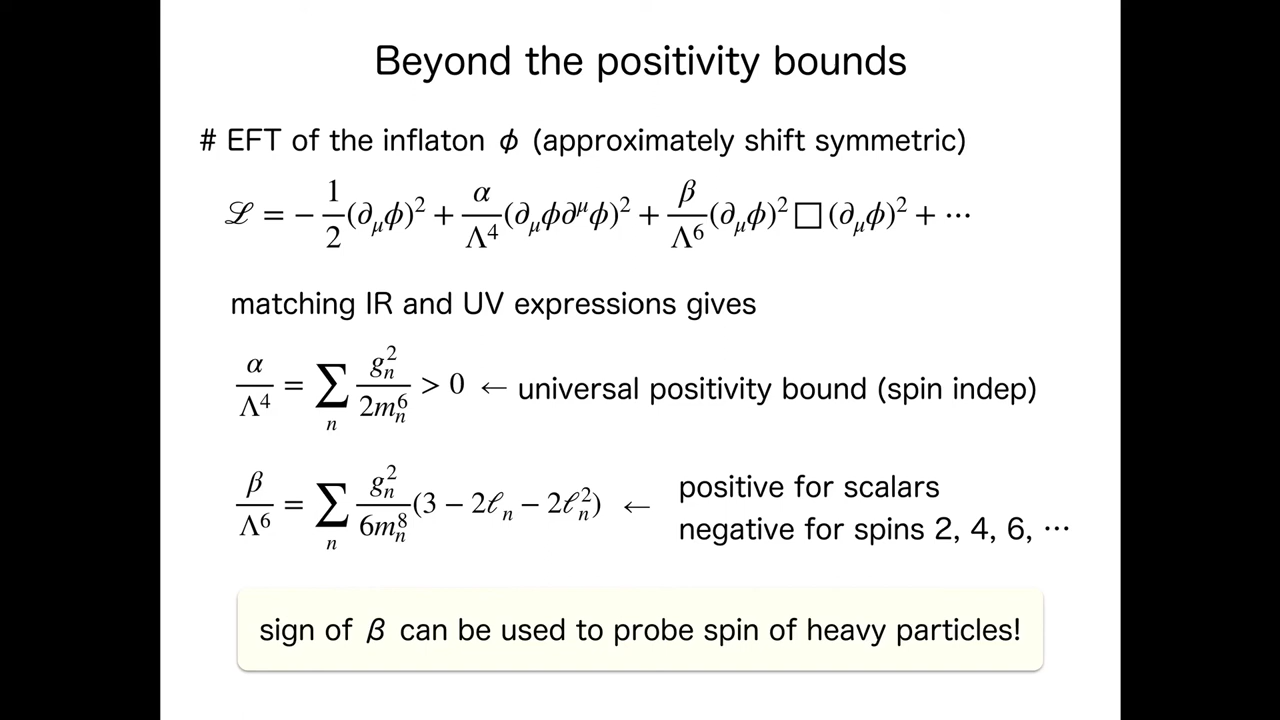 Beyond the positivity bounds
# EFT of the inflaton ϕ (approximately shift symmetric)
ℒ = − 1/2 (∂_μϕ)² + α/Λ⁴ (∂_μϕ∂^μϕ)² + β/Λ⁶ (∂_μϕ)² □ (∂_μϕ)² + ⋯
matching IR and UV expressions gives
α/Λ⁴ = ∑_n g_n²/2m_n⁶ > 0 ← universal positivity bound (spin indep)
β/Λ⁶ = ∑_n g_n²/6m_n⁸ (3 − 2ℓ_n − 2ℓ_n²) ← positive for scalars
negative for spins 2, 4, 6, ⋯
sign of β can be used to probe spin of heavy particles!